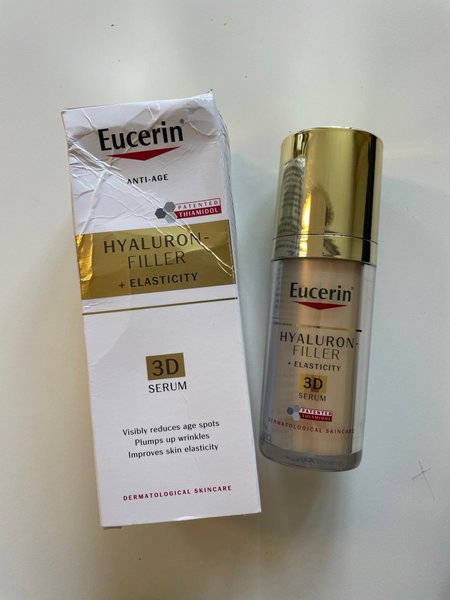 Eucerin®
ANTI-AGE
PATENTED
THIAMIDOL
HYALURON-
FILLER
+ ELASTICITY
3D
SERUM
Visibly reduces age spots
Plumps up wrinkles
Improves skin elasticity
DERMATOLOGICAL SKINCARE
Eucerin®
HYALURON-
FILLER
+ ELASTICITY
3D
SERUM
PATENTED
THIAMIDOL
DERMATOLOGICAL SKINCARE